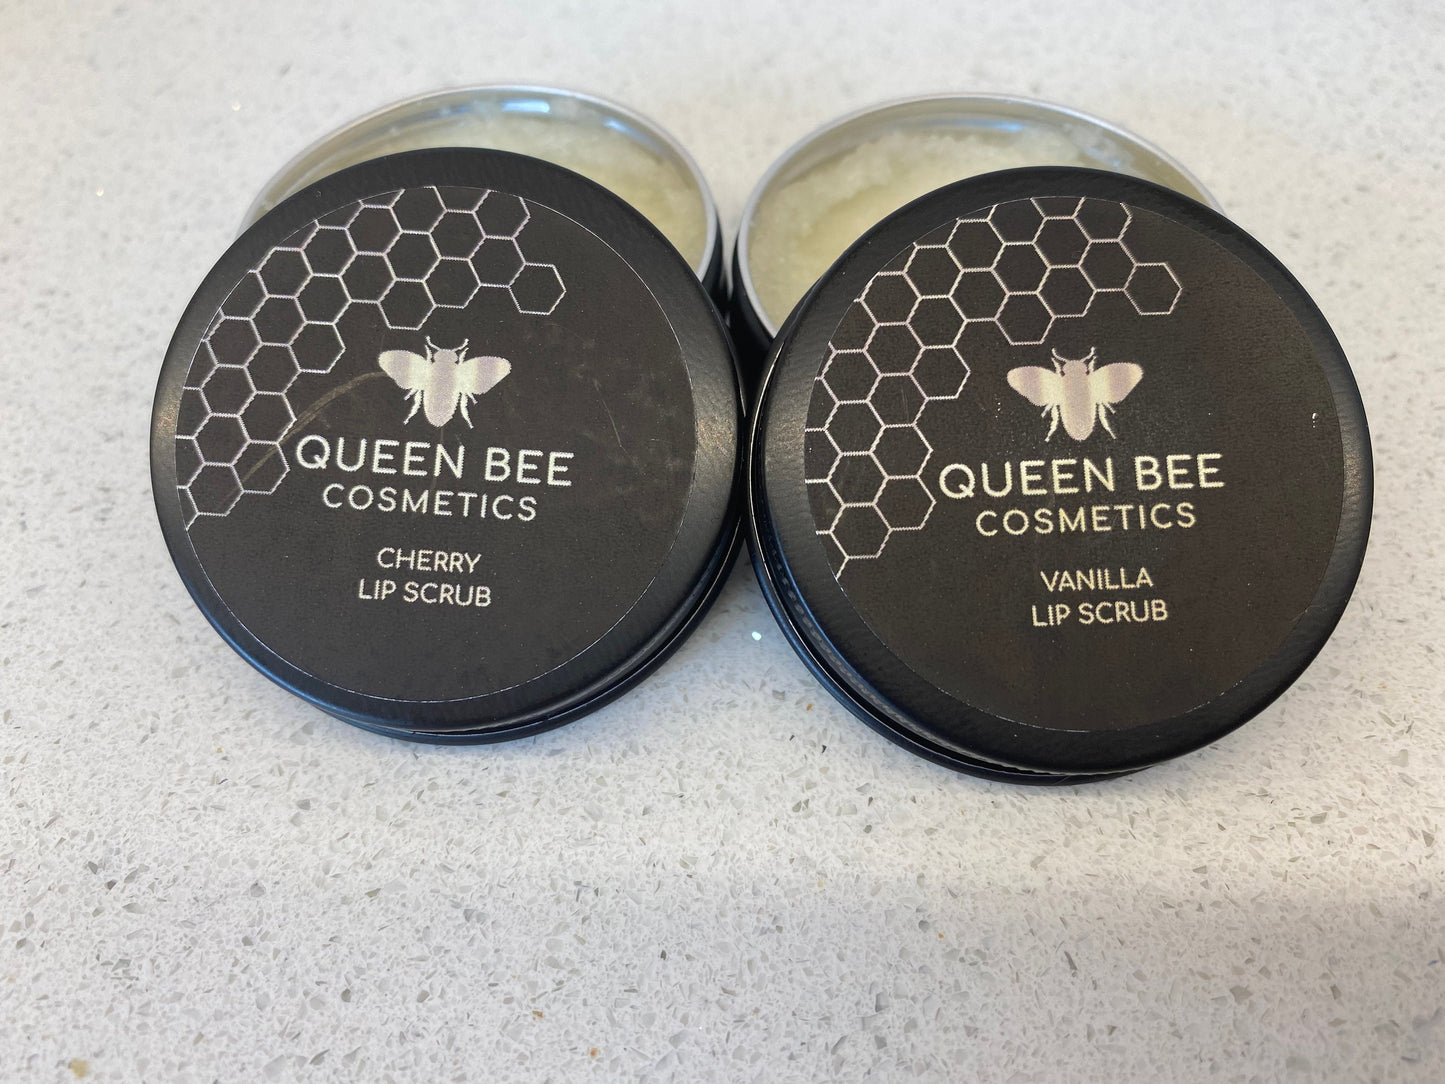 QUEEN BEE
COSMETICS
CHERRY
LIP SCRUB
QUEEN BEE
COSMETICS
VANILLA
LIP SCRUB